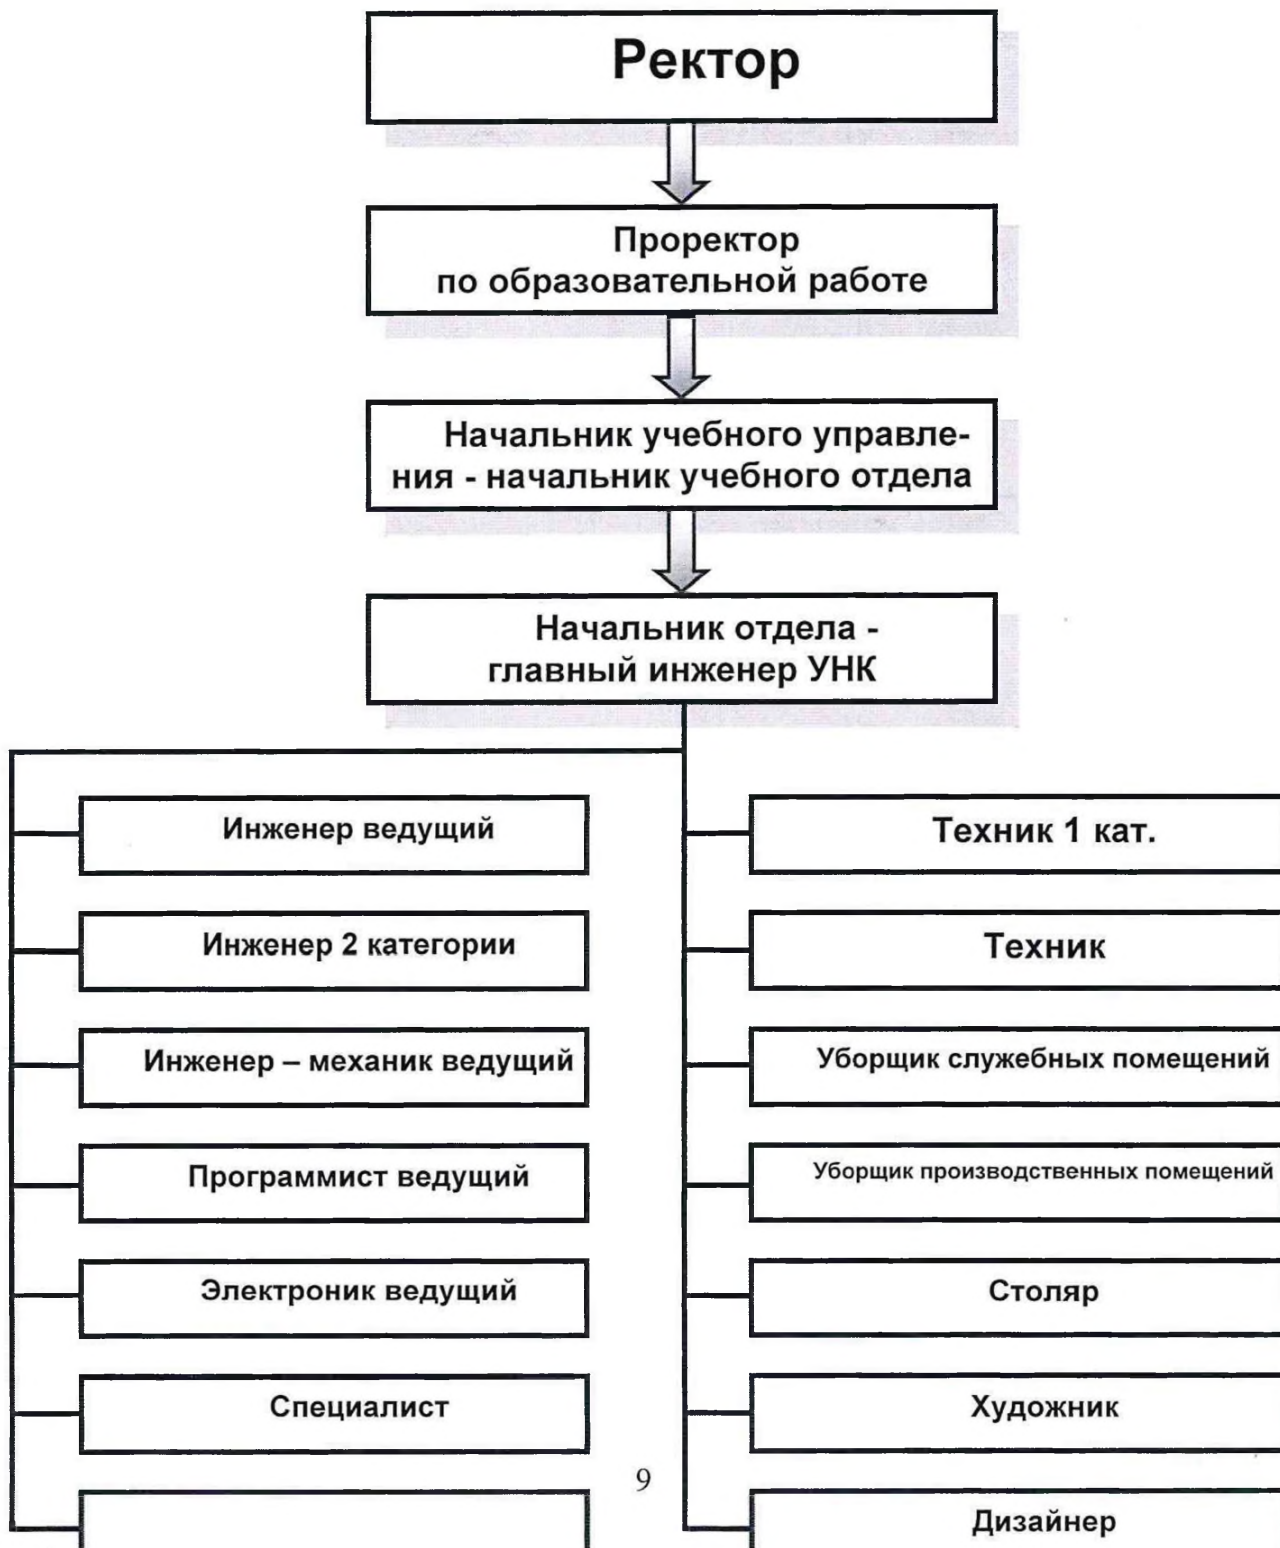 Ректор
Проректор
по образовательной работе
Начальник учебного управле-
ния - начальник учебного отдела
Начальник отдела -
главный инженер УНК
Инженер ведущий
Инженер 2 категории
Инженер – механик ведущий
Программист ведущий
Электроник ведущий
Специалист
Техник 1 кат.
Техник
Уборщик служебных помещений
Уборщик производственных помещений
Столяр
Художник
Дизайнер
9